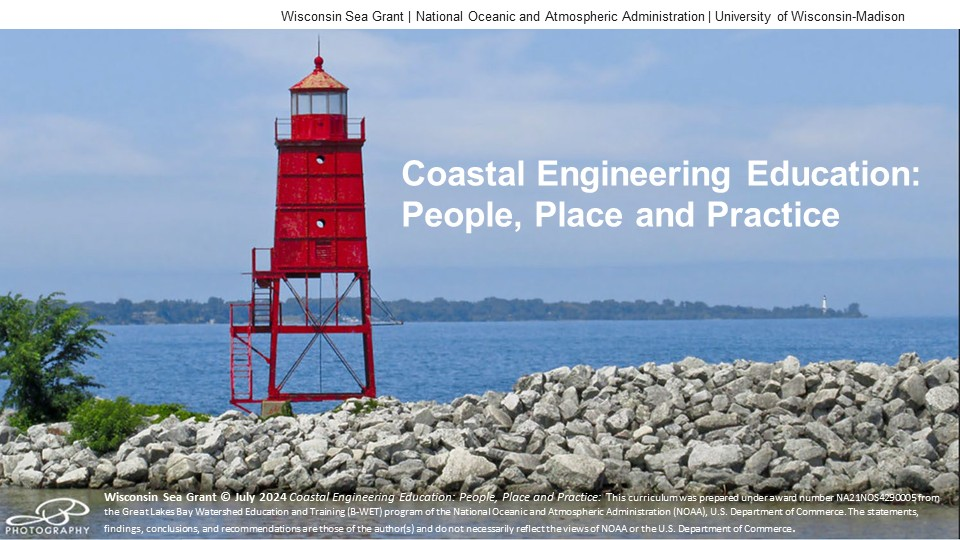 Wisconsin Sea Grant | National Oceanic and Atmospheric Administration | University of Wisconsin-Madison
Coastal Engineering Education:
People, Place and Practice
Wisconsin Sea Grant © July 2024 Coastal Engineering Education: People, Place and Practice: This curriculum was prepared under award number NA21NOS4290005 from
the Great Lakes Bay Watershed Education and Training (B-WET) program of the National Oceanic and Atmospheric Administration (NOAA), U.S. Department of Commerce. The statements,
findings, conclusions, and recommendations are those of the author(s) and do not necessarily reflect the views of NOAA or the U.S. Department of Commerce.
PHOTOGRAPHY